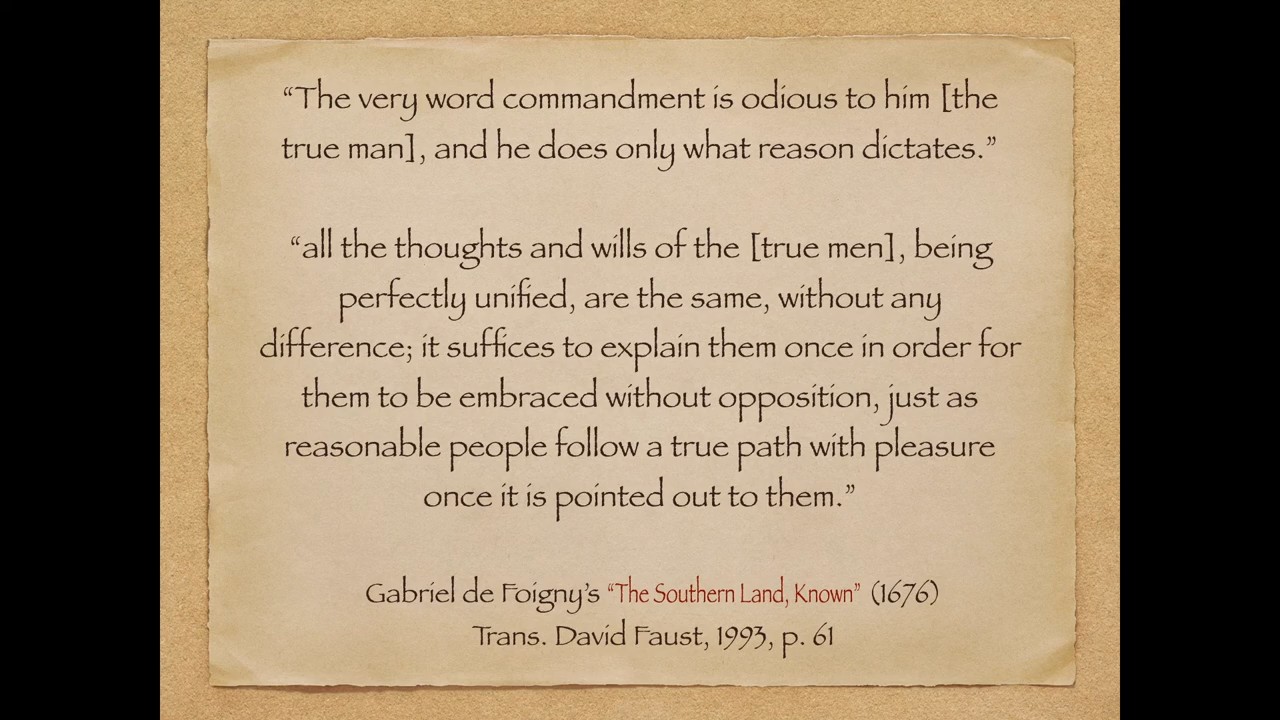 “The very word commandment is odious to him [the
true man], and he does only what reason dictates.”
“all the thoughts and wills of the [true men], being
perfectly unified, are the same, without any
difference; it suffices to explain them once in order for
them to be embraced without opposition, just as
reasonable people follow a true path with pleasure
once it is pointed out to them.”
Gabriel de Foigny’s “The Southern Land, Known” (1676)
Trans. David Faust, 1993, p. 61